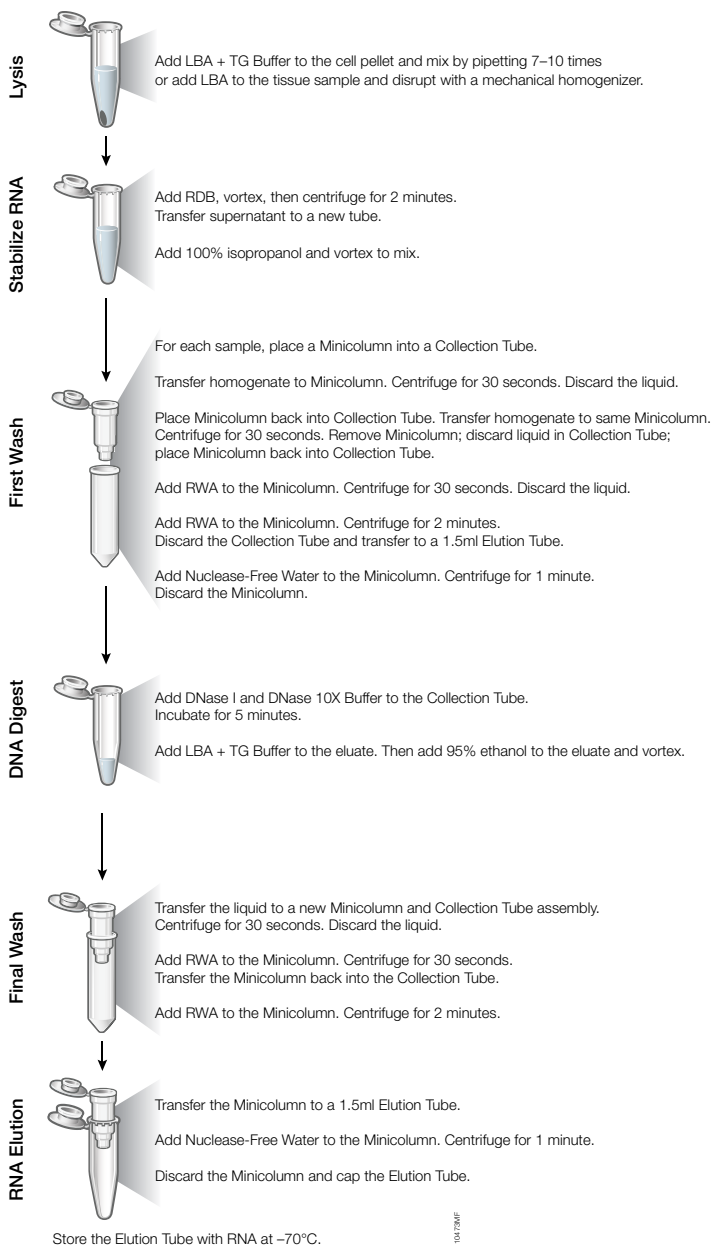 Lysis
Add LBA + TG Buffer to the cell pellet and mix by pipetting 7–10 times
or add LBA to the tissue sample and disrupt with a mechanical homogenizer.
Stabilize RNA
Add RDB, vortex, then centrifuge for 2 minutes.
Transfer supernatant to a new tube.
Add 100% isopropanol and vortex to mix.
First Wash
For each sample, place a Minicolumn into a Collection Tube.
Transfer homogenate to Minicolumn. Centrifuge for 30 seconds. Discard the liquid.
Place Minicolumn back into Collection Tube. Transfer homogenate to same Minicolumn.
Centrifuge for 30 seconds. Remove Minicolumn; discard liquid in Collection Tube;
place Minicolumn back into Collection Tube.
Add RWA to the Minicolumn. Centrifuge for 30 seconds. Discard the liquid.
Add RWA to the Minicolumn. Centrifuge for 2 minutes.
Discard the Collection Tube and transfer to a 1.5ml Elution Tube.
Add Nuclease-Free Water to the Minicolumn. Centrifuge for 1 minute.
Discard the Minicolumn.
DNA Digest
Add DNase I and DNase 10X Buffer to the Collection Tube.
Incubate for 5 minutes.
Add LBA + TG Buffer to the eluate. Then add 95% ethanol to the eluate and vortex.
Final Wash
Transfer the liquid to a new Minicolumn and Collection Tube assembly.
Centrifuge for 30 seconds. Discard the liquid.
Add RWA to the Minicolumn. Centrifuge for 30 seconds.
Transfer the Minicolumn back into the Collection Tube.
Add RWA to the Minicolumn. Centrifuge for 2 minutes.
RNA Elution
Transfer the Minicolumn to a 1.5ml Elution Tube.
Add Nuclease-Free Water to the Minicolumn. Centrifuge for 1 minute.
Discard the Minicolumn and cap the Elution Tube.
Store the Elution Tube with RNA at –70°C.
10473MF